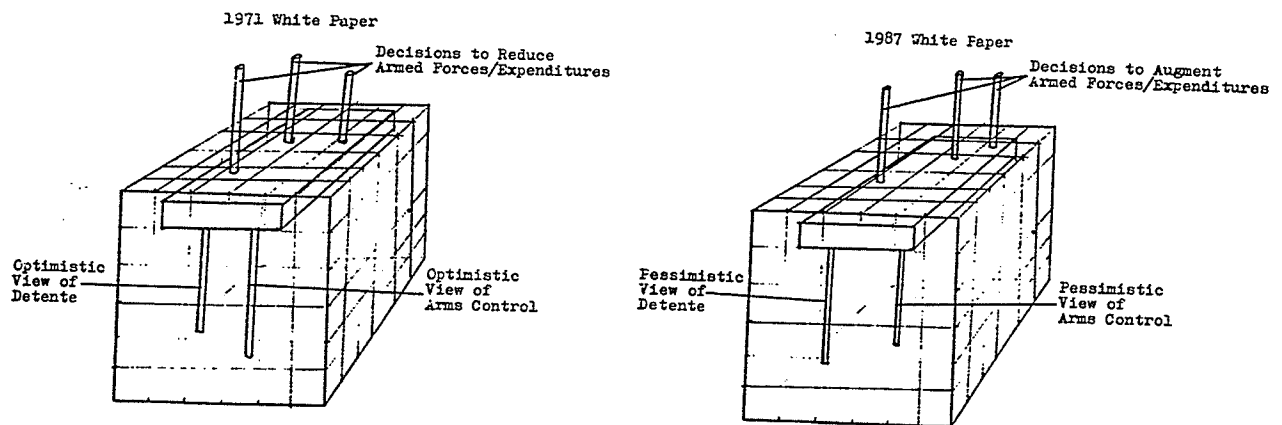 1971 White Paper
Decisions to Reduce
Armed Forces/Expenditures
Optimistic
View of
Detente
Optimistic
View of
Arms Control
1987 White Paper
Decisions to Augment
Armed Forces/Expenditures
Pessimistic
View of
Detente
Pessimistic
View of
Arms Control